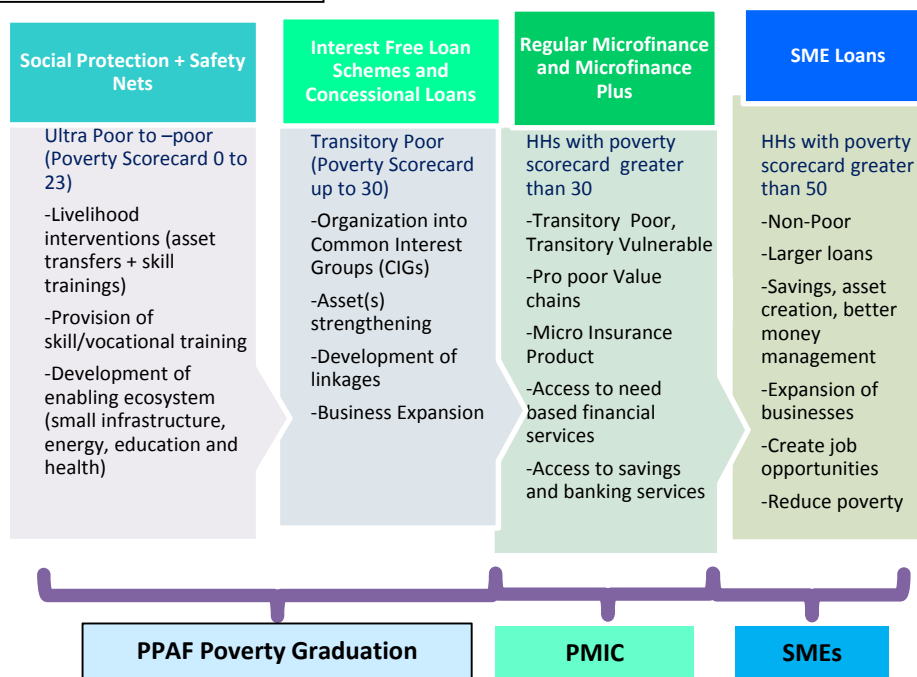 Social Protection + Safety
Nets
Ultra Poor to –poor
(Poverty Scorecard 0 to
23)
-Livelihood
interventions (asset
transfers + skill
trainings)
-Provision of
skill/vocational training
-Development of
enabling ecosystem
(small infrastructure,
energy, education and
health)
Interest Free Loan
Schemes and
Concessional Loans
Transitory Poor
(Poverty Scorecard
up to 30)
-Organization into
Common Interest
Groups (CIGs)
-Asset(s)
strengthening
-Development of
linkages
-Business Expansion
Regular Microfinance
and Microfinance
Plus
HHs with poverty
scorecard greater
than 30
-Transitory Poor,
Transitory Vulnerable
-Pro poor Value
chains
-Micro Insurance
Product
-Access to need
based financial
services
-Access to savings
and banking services
SME Loans
HHs with poverty
scorecard greater
than 50
-Non-Poor
-Larger loans
-Savings, asset
creation, better
money
management
-Expansion of
businesses
-Create job
opportunities
-Reduce poverty
PPAF Poverty Graduation
PMIC
SMEs